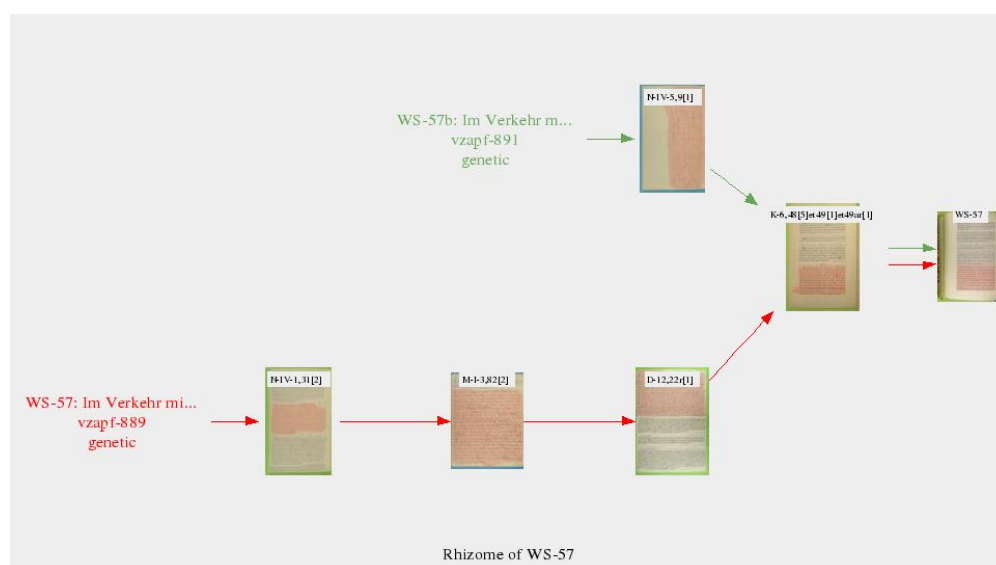 N-IV-5,9[1]
WS-57b: Im Verkehr m...
vzapf-891
genetic
K-6,48[5]et49[1]et49ur[1]
WS-57
N-IV-1,31[2]
M-I-3,82[2]
D-12,22r[1]
WS-57: Im Verkehr mi...
vzapf-889
genetic
Rhizome of WS-57